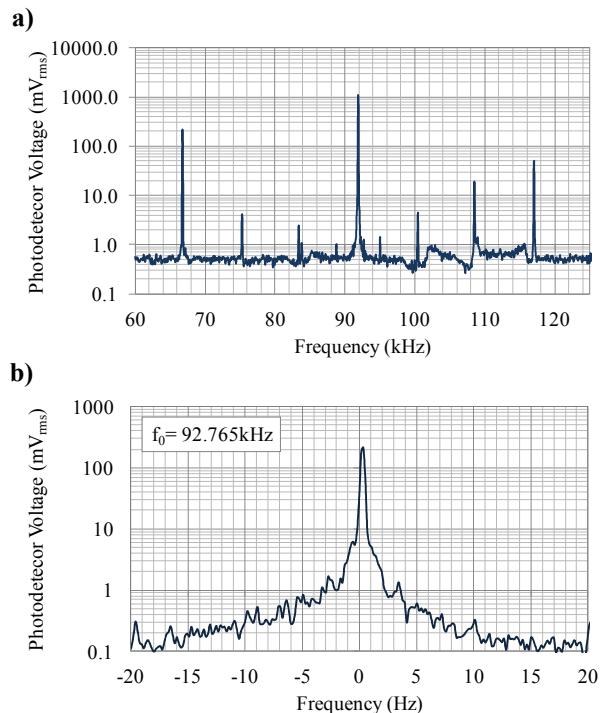 a)
Photodetecor Voltage (mVrms)
10000.0
1000.0
100.0
10.0
1.0
0.1
60 70 80 90 100 110 120
Frequency (kHz)
b)
Photodetecor Voltage (mVrms)
1000
100
10
1
0.1
f0= 92.765kHz
-20 -15 -10 -5 0 5 10 15 20
Frequency (Hz)